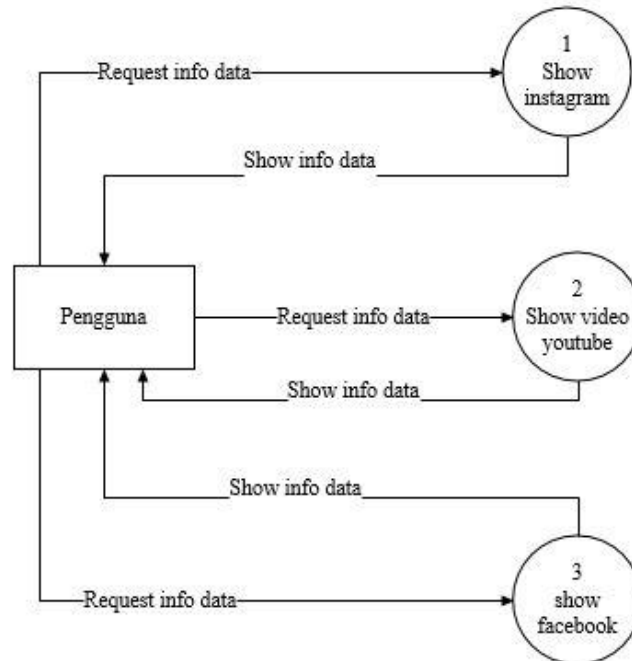 1
Show
instagram
Request info data
Show info data
Pengguna
2
Show video
youtube
Request info data
Show info data
Show info data
3
show
facebook
Request info data